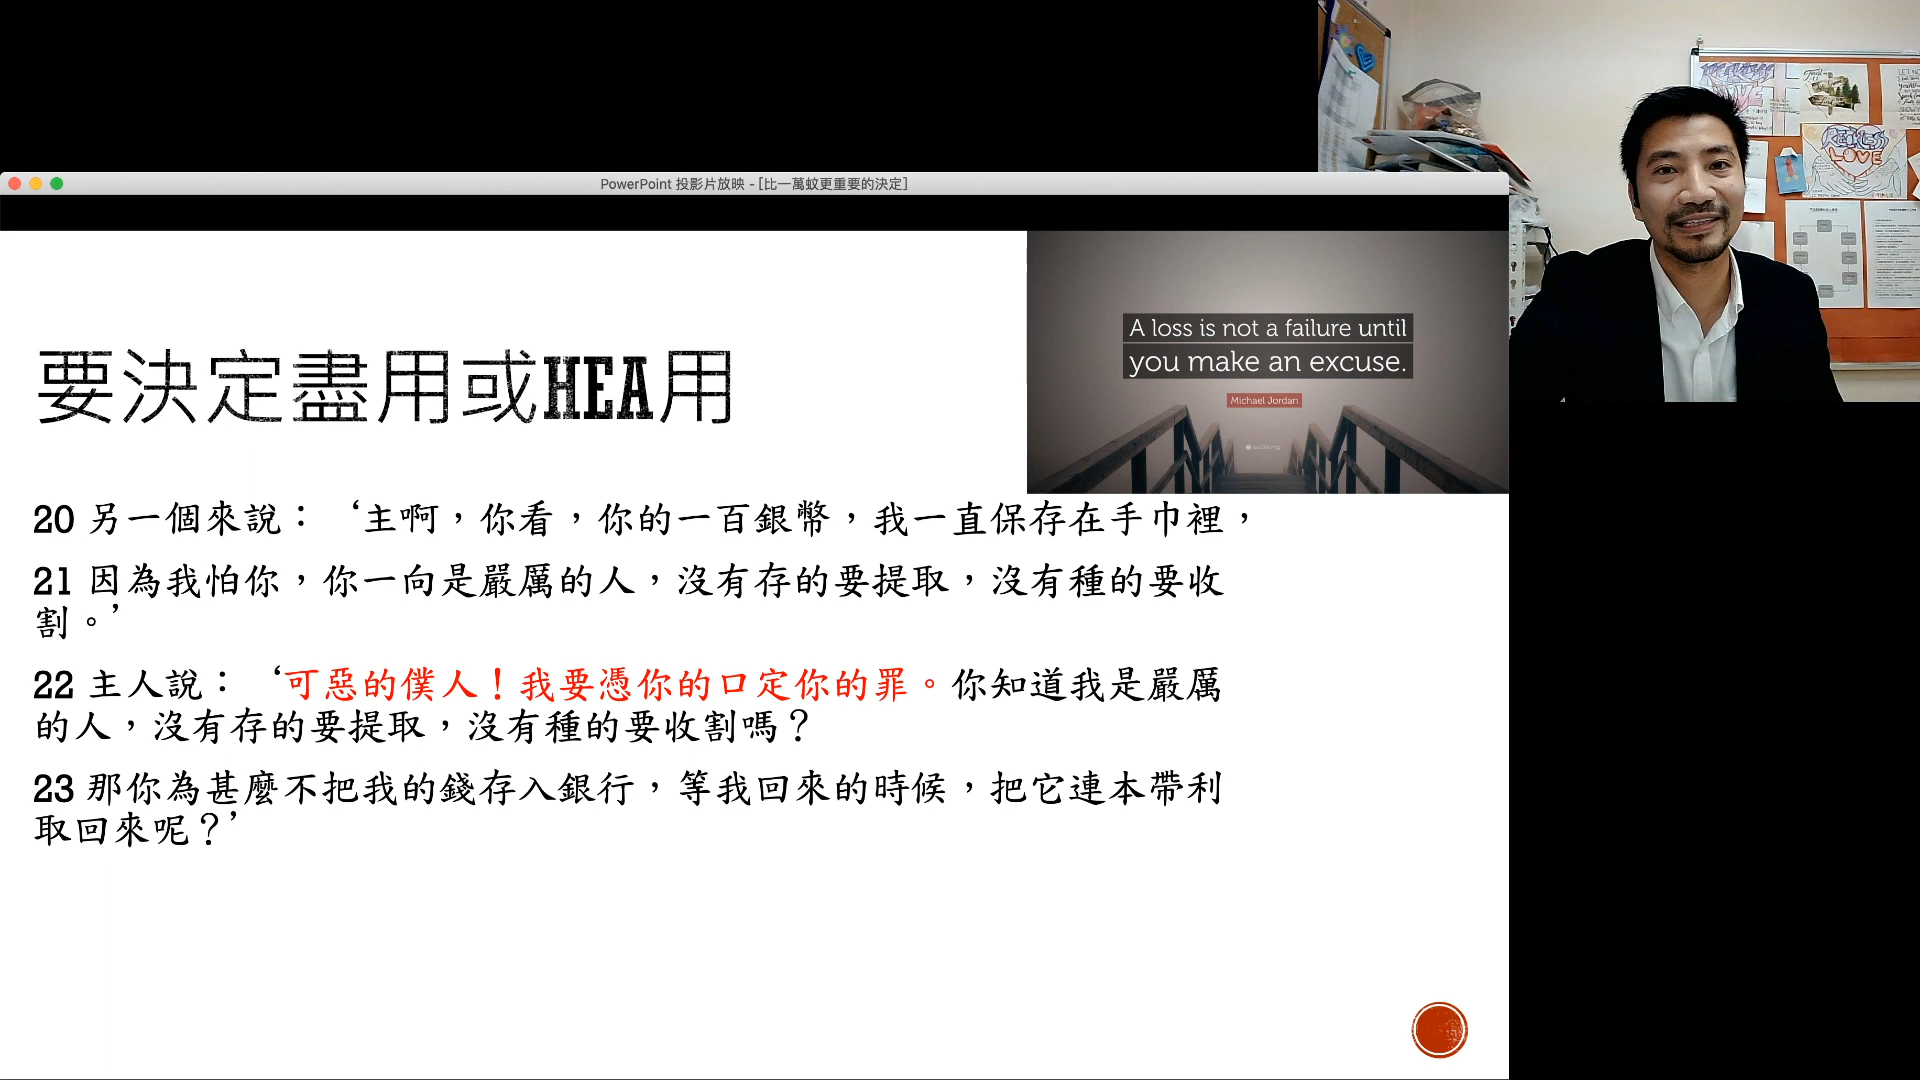 PowerPoint 投影片放映 - [比一萬蚊更重要的決定]
A loss is not a failure until
you make an excuse.
Michael Jordan
要決定盡用或HEA用
20 另一個來說：‘主啊，你看，你的一百銀幣，我一直保存在手巾裡，
21 因為我怕你，你一向是嚴厲的人，沒有存的要提取，沒有種的要收
割。’
22 主人說：‘可惡的僕人！我要憑你的口定你的罪。你知道我是嚴厲
的人，沒有存的要提取，沒有種的要收割嗎？
23 那你為甚麼不把我的錢存入銀行，等我回來的時候，把它連本帶利
取回來呢？’
RECKLESS
LOVE
RECKLESS
LOVE